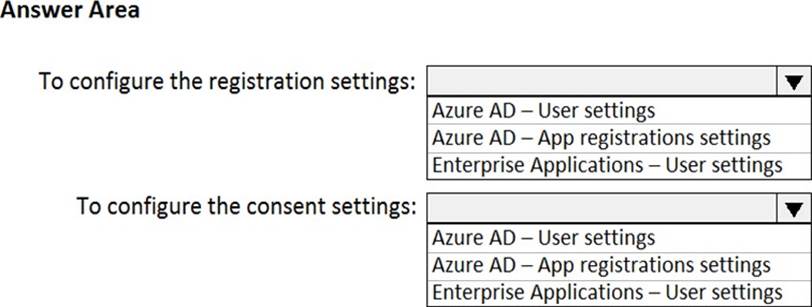 Answer Area
To configure the registration settings:
Azure AD – User settings
Azure AD – App registrations settings
Enterprise Applications – User settings
To configure the consent settings:
Azure AD – User settings
Azure AD – App registrations settings
Enterprise Applications – User settings